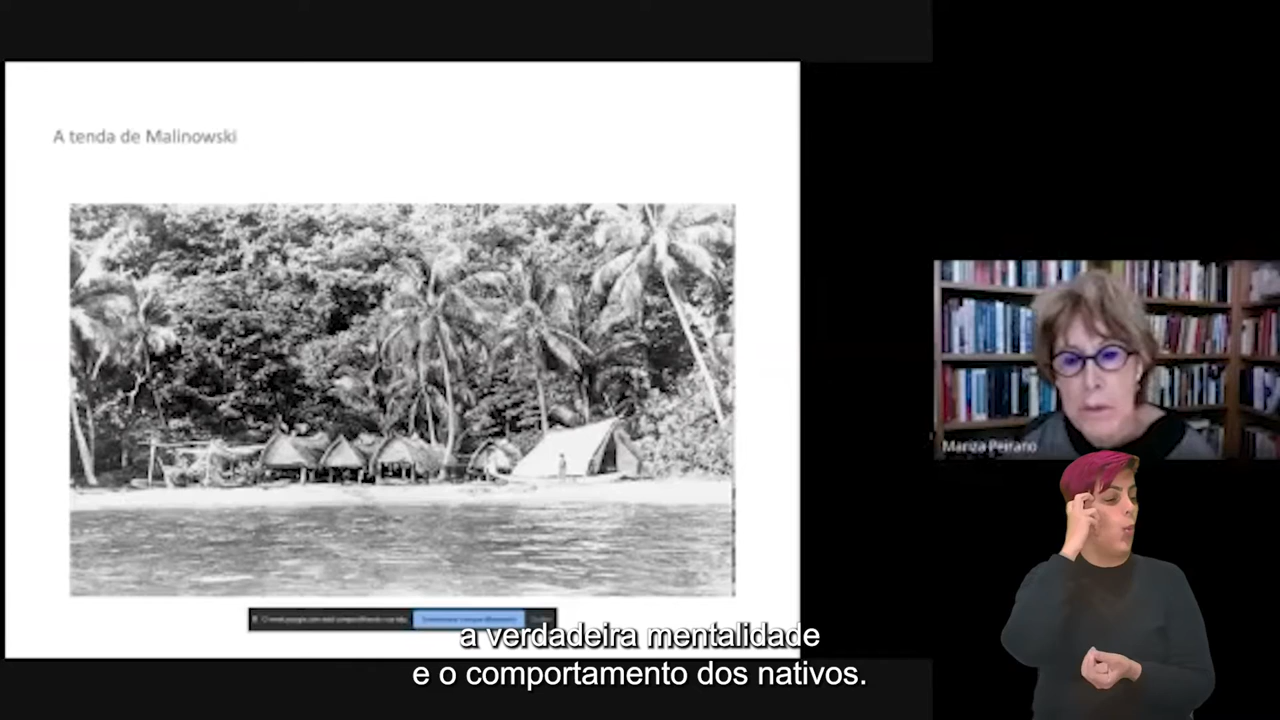 A tenda de Malinowski
Mariza Peirano
a verdadeira mentalidade
e o comportamento dos nativos.